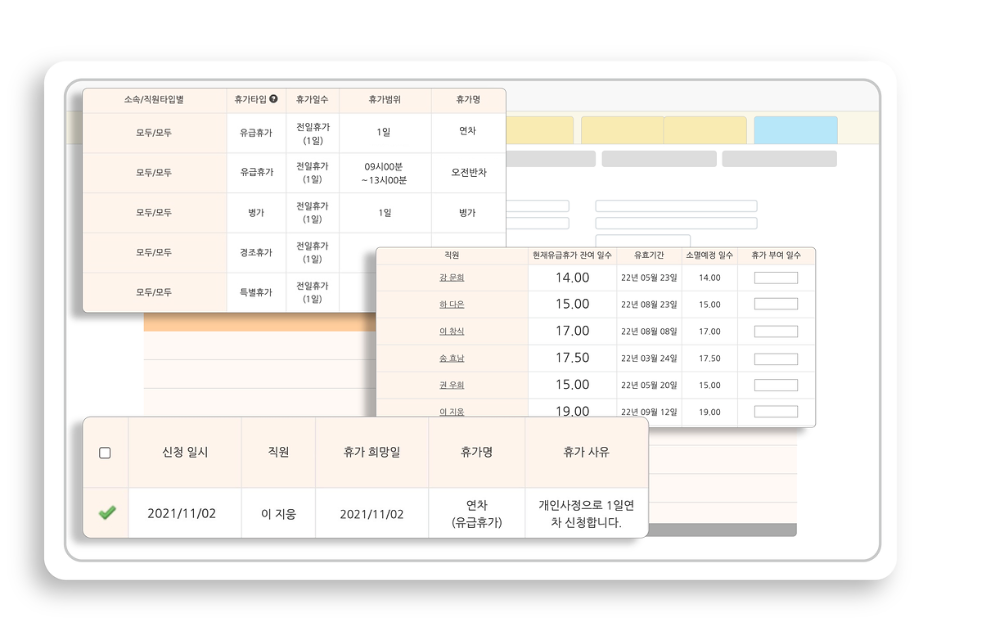 소속/직원타입별 휴가타입 ? 휴가일수 휴가범위 휴가명
모두/모두 유급휴가 전일휴가 (1일) 1일 연차
모두/모두 유급휴가 전일휴가 (1일) 09시00분 ~13시00분 오전반차
모두/모두 병가 전일휴가 (1일) 1일 병가
모두/모두 경조휴가 전일휴가 (1일)
모두/모두 특별휴가 전일휴가 (1일)
직원 현재유급휴가 잔여 일수 유효기간 소멸예정 일수 휴가 부여 일수
강 문희 14.00 22년 05월 23일 14.00
하 다은 15.00 22년 08월 23일 15.00
이 창식 17.00 22년 08월 08일 17.00
송 효남 17.50 22년 03월 24일 17.50
권 우희 15.00 22년 05월 20일 15.00
이 지웅 19.00 22년 09월 12일 19.00
신청 일시 직원 휴가 희망일 휴가명 휴가 사유
2021/11/02 이 지웅 2021/11/02 연차 (유급휴가) 개인사정으로 1일연차 신청합니다.